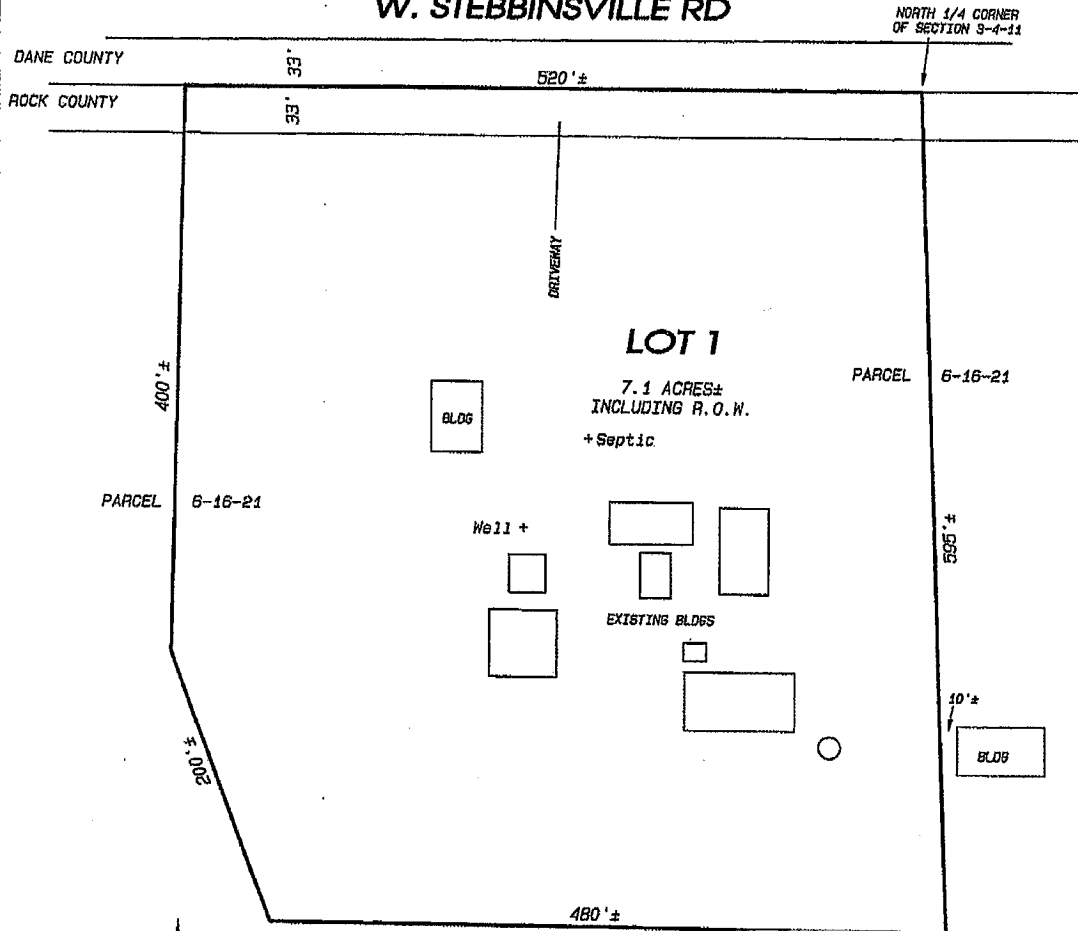 W. STEBBINSVILLE RD
NORTH 1/4 CORNER
OF SECTION 3-4-11
DANE COUNTY
33'
520'±
ROCK COUNTY
33'
DRIVEWAY
LOT 1
7.1 ACRES±
INCLUDING R.O.W.
PARCEL 6-16-21
400'±
BLDG
+Septic
PARCEL 6-16-21
Well +
595'±
EXISTING BLDGS
10'±
BLDG
200'±
480'±